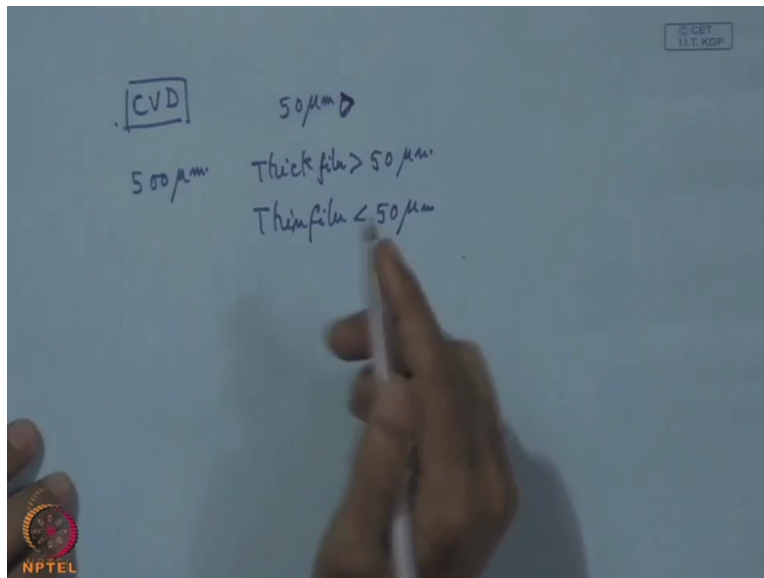 © CET
I.I.T. KGP
CVD
50 μm
500 μm.
Thick film > 50 μm.
Thin film < 50 μm
NPTEL